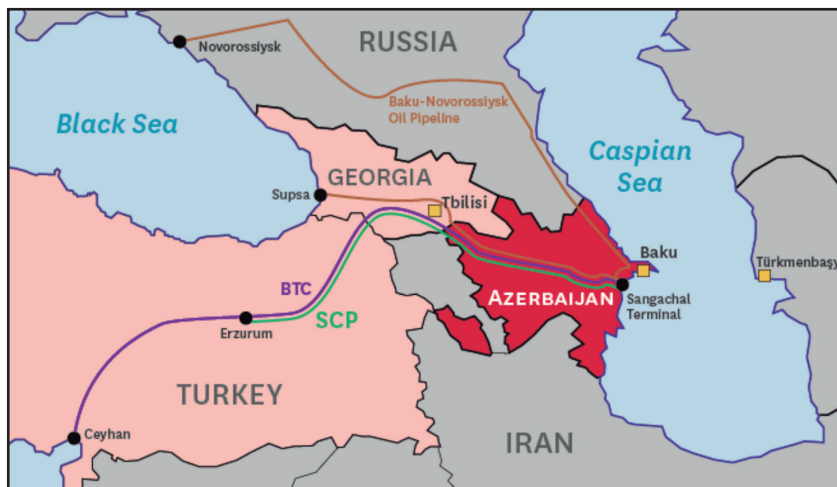 Novorossiysk
RUSSIA
Baku-Novorossiysk
Oil Pipeline
Black Sea
Caspian
Sea
GEORGIA
Supsa
Tbilisi
Baku
Türkmenbaşy
BTC
AZERBAIJAN
Sangachal
Terminal
SCP
Erzurum
TURKEY
Ceyhan
IRAN